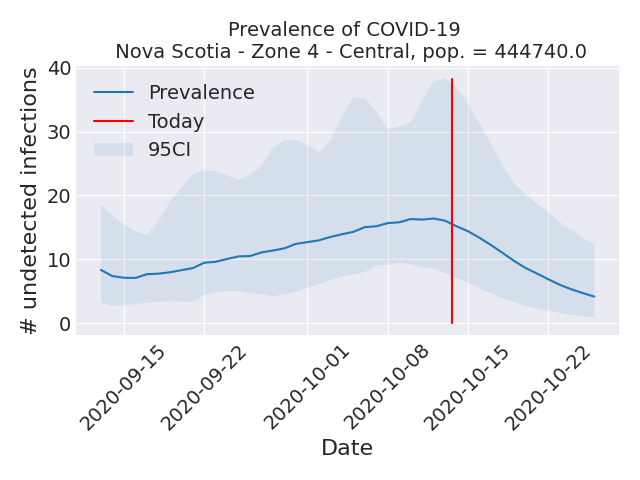 Prevalence of COVID-19
Nova Scotia - Zone 4 - Central, pop. = 444740.0
# undetected infections
40
30
20
10
0
Prevalence
Today
95CI
2020-09-15
2020-09-22
2020-10-01
2020-10-08
2020-10-15
2020-10-22
Date